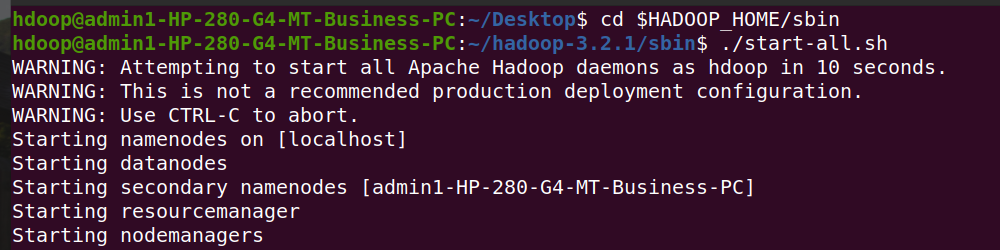 hdoop@admin1-HP-280-G4-MT-Business-PC:~/Desktop$ cd $HADOOP_HOME/sbin
hdoop@admin1-HP-280-G4-MT-Business-PC:~/hadoop-3.2.1/sbin$ ./start-all.sh
WARNING: Attempting to start all Apache Hadoop daemons as hdoop in 10 seconds.
WARNING: This is not a recommended production deployment configuration.
WARNING: Use CTRL-C to abort.
Starting namenodes on [localhost]
Starting datanodes
Starting secondary namenodes [admin1-HP-280-G4-MT-Business-PC]
Starting resourcemanager
Starting nodemanagers